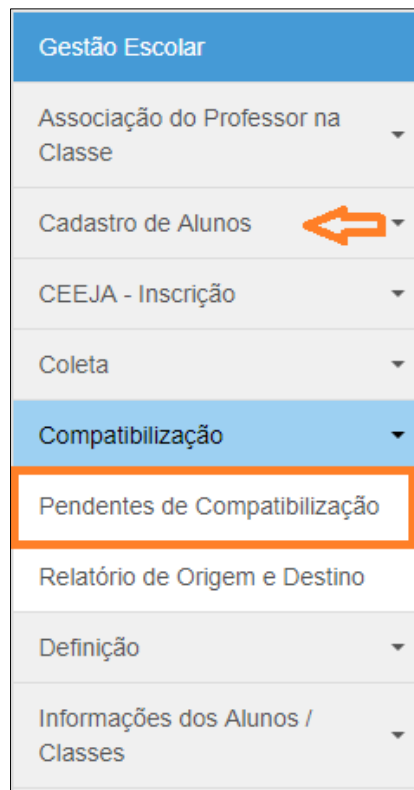 Gestão Escolar
Associação do Professor na
Classe
Cadastro de Alunos
CEEJA - Inscrição
Coleta
Compatibilização
Pendentes de Compatibilização
Relatório de Origem e Destino
Definição
Informações dos Alunos /
Classes